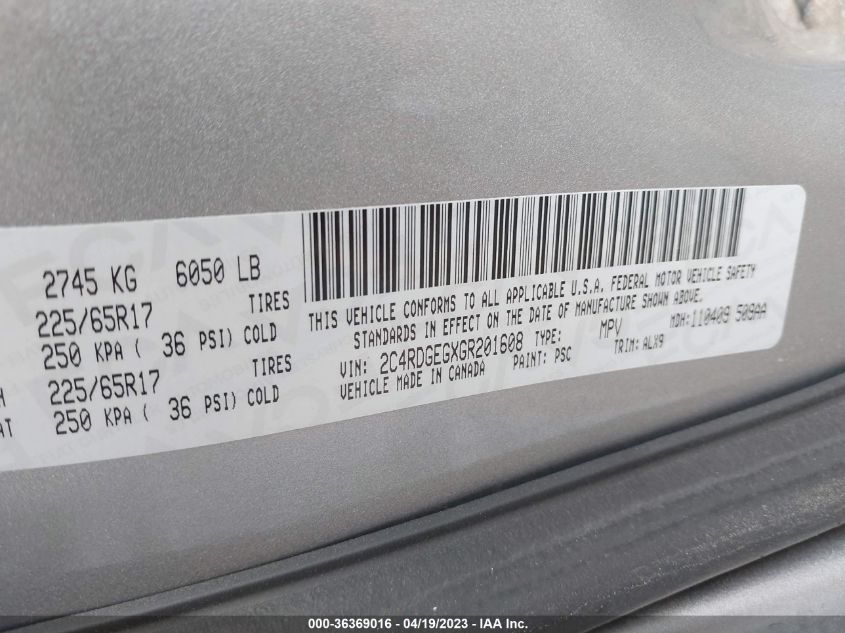 2745 KG 6050 LB
225/65R17 TIRES
250 KPA ( 36 PSI) COLD
225/65R17 TIRES
250 KPA ( 36 PSI) COLD
THIS VEHICLE CONFORMS TO ALL APPLICABLE U.S.A. FEDERAL MOTOR VEHICLE SAFETY
STANDARDS IN EFFECT ON THE DATE OF MANUFACTURE SHOWN ABOVE.
VIN: 2C4RDGEGXGR201608 TYPE: MPV MDH:110409 509AA
VEHICLE MADE IN CANADA PAINT: PSC TRIM: ALX9
000-36369016 - 04/19/2023 - IAA Inc.